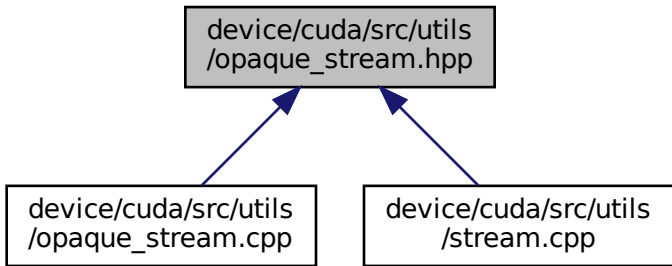 device/cuda/src/utils
/opaque_stream.hpp
device/cuda/src/utils
/opaque_stream.cpp
device/cuda/src/utils
/stream.cpp